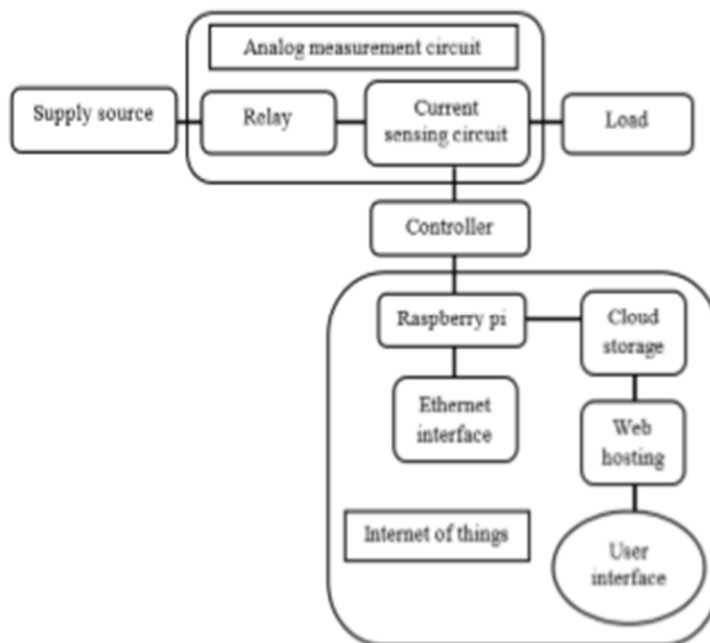 Analog measurement circuit
Supply source
Relay
Current
sensing circuit
Load
Controller
Raspberry pi
Cloud
storage
Ethernet
interface
Web
hosting
Internet of things
User
interface